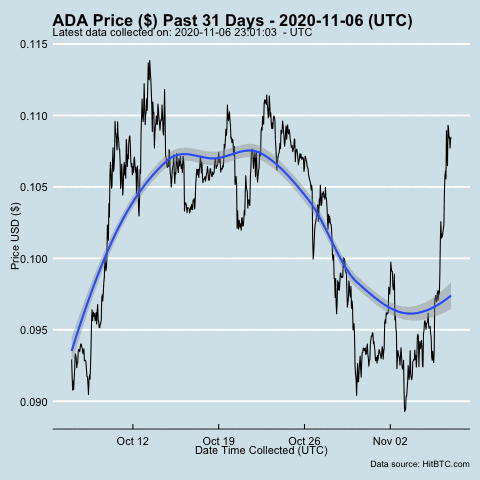 ADA Price ($) Past 31 Days - 2020-11-06 (UTC)
Latest data collected on: 2020-11-06 23:01:03  - UTC
0.115
0.110
0.105
0.100
0.095
0.090
Price USD ($)
Oct 12
Oct 19
Oct 26
Nov 02
Date Time Collected (UTC)
Data source: HitBTC.com